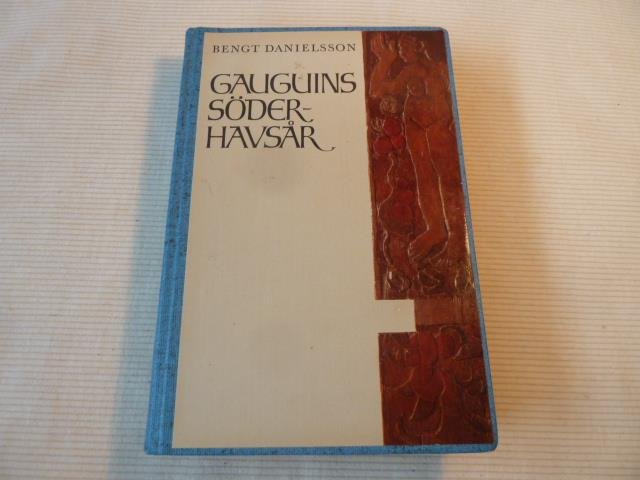 BENGT DANIELSSON
GAUGUINS
SÖDER-
HAVSÅR